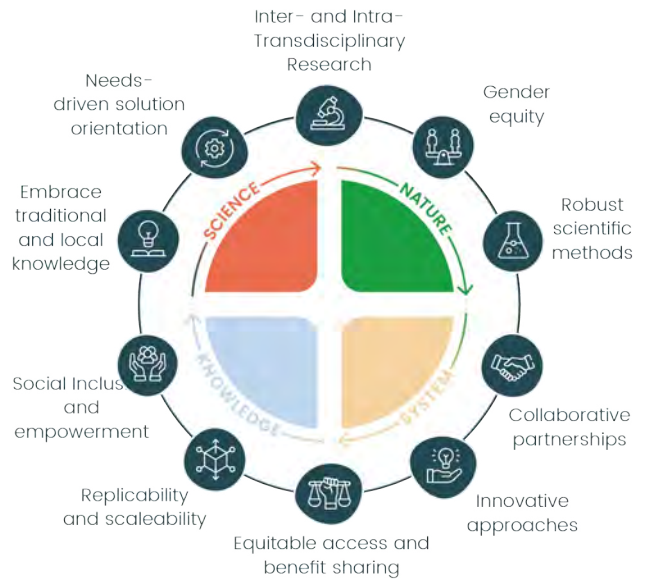 Inter- and Intra-
Transdisciplinary
Research
Needs-
driven solution
orientation
Gender
equity
Embrace
traditional
and local
knowledge
Robust
scientific
methods
SCIENCE
NATURE
KNOWLEDGE
SYSTEM
Social Inclus
and
empowerment
Collaborative
partnerships
Replicability
and scaleability
Innovative
approaches
Equitable access and
benefit sharing